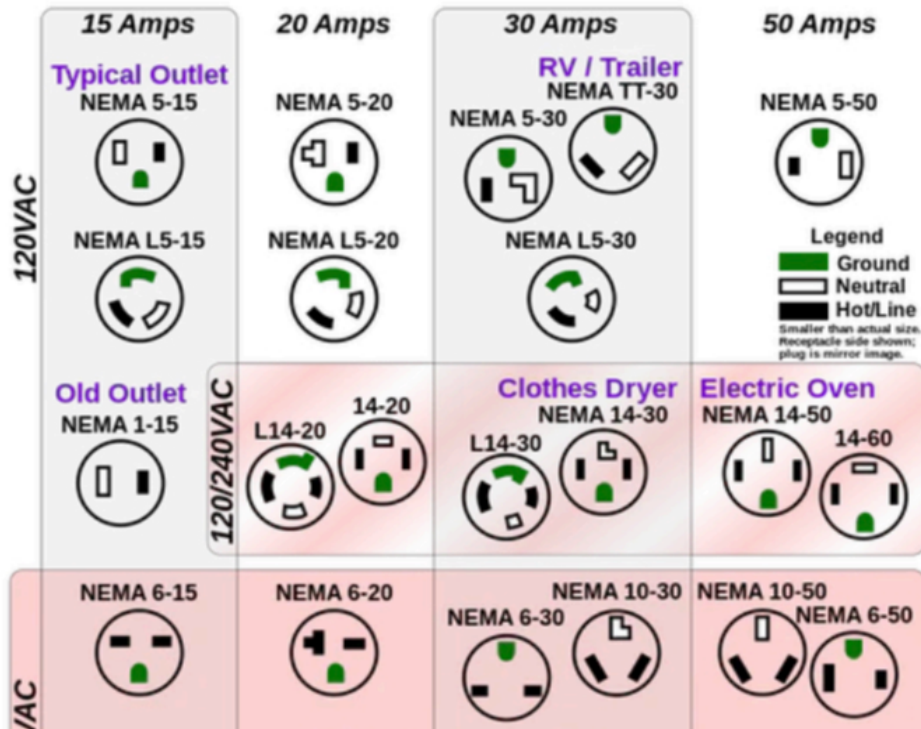 15 Amps 20 Amps 30 Amps 50 Amps
120VAC
Typical Outlet
NEMA 5-15
NEMA 5-20
RV / Trailer
NEMA TT-30
NEMA 5-30
NEMA 5-50
NEMA L5-15
NEMA L5-20
NEMA L5-30
Legend
Ground
Neutral
Hot/Line
Smaller than actual size.
Receptacle side shown;
plug is mirror image.
Old Outlet
NEMA 1-15
120/240VAC
L14-20
14-20
Clothes Dryer
NEMA 14-30
L14-30
Electric Oven
NEMA 14-50
14-60
VAC
NEMA 6-15
NEMA 6-20
NEMA 6-30
NEMA 10-30
NEMA 10-50
NEMA 6-50